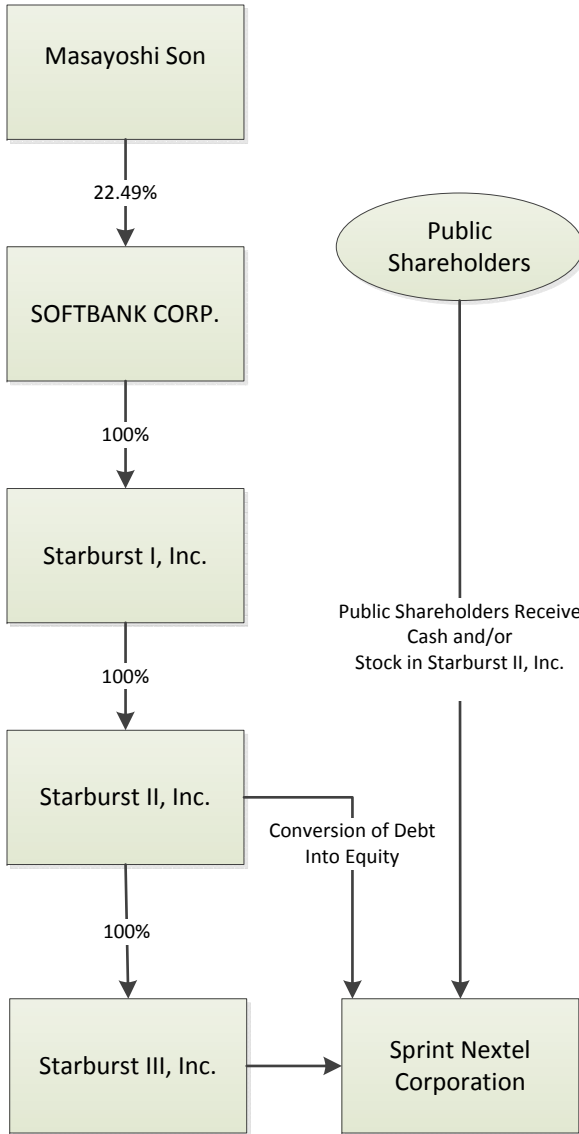 Masayoshi Son
22.49%
Public
Shareholders
SOFTBANK CORP.
100%
Starburst I, Inc.
Public Shareholders Receive
Cash and/or
Stock in Starburst II, Inc.
100%
Starburst II, Inc.
Conversion of Debt
Into Equity
100%
Starburst III, Inc.
Sprint Nextel
Corporation